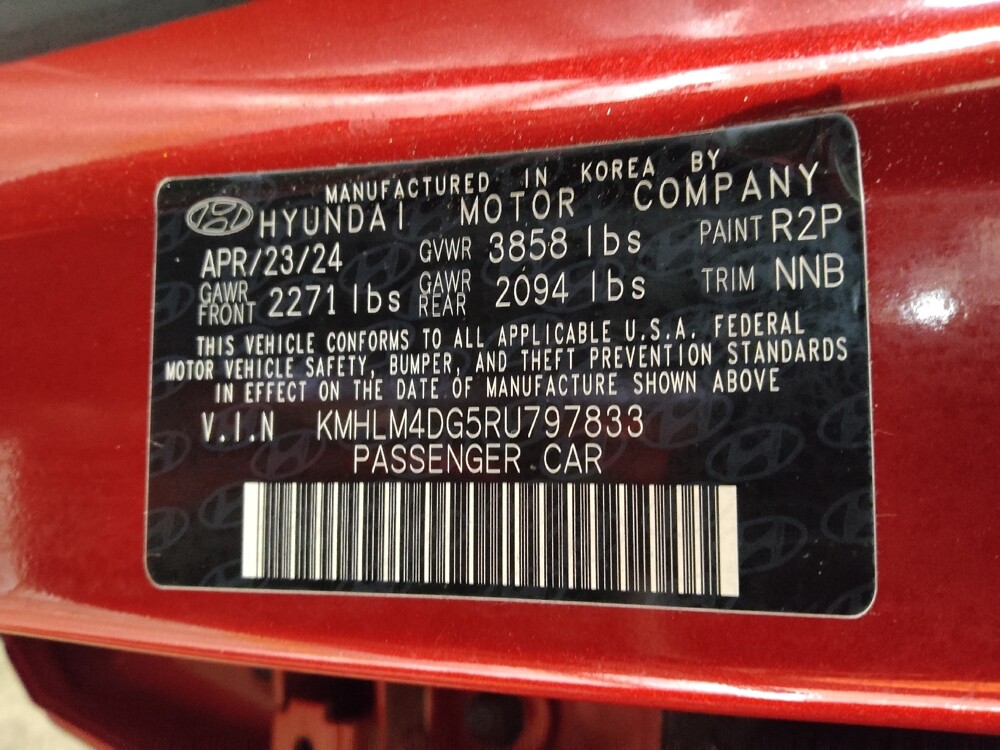 MANUFACTURED IN KOREA BY
HYUNDAI MOTOR COMPANY
APR/23/24 GVWR 3858 lbs PAINT R2P
GAWR FRONT 2271 lbs GAWR REAR 2094 lbs TRIM NNB
THIS VEHICLE CONFORMS TO ALL APPLICABLE U.S.A. FEDERAL
MOTOR VEHICLE SAFETY, BUMPER, AND THEFT PREVENTION STANDARDS
IN EFFECT ON THE DATE OF MANUFACTURE SHOWN ABOVE
V.I.N KMHLM4DG5RU797833
PASSENGER CAR